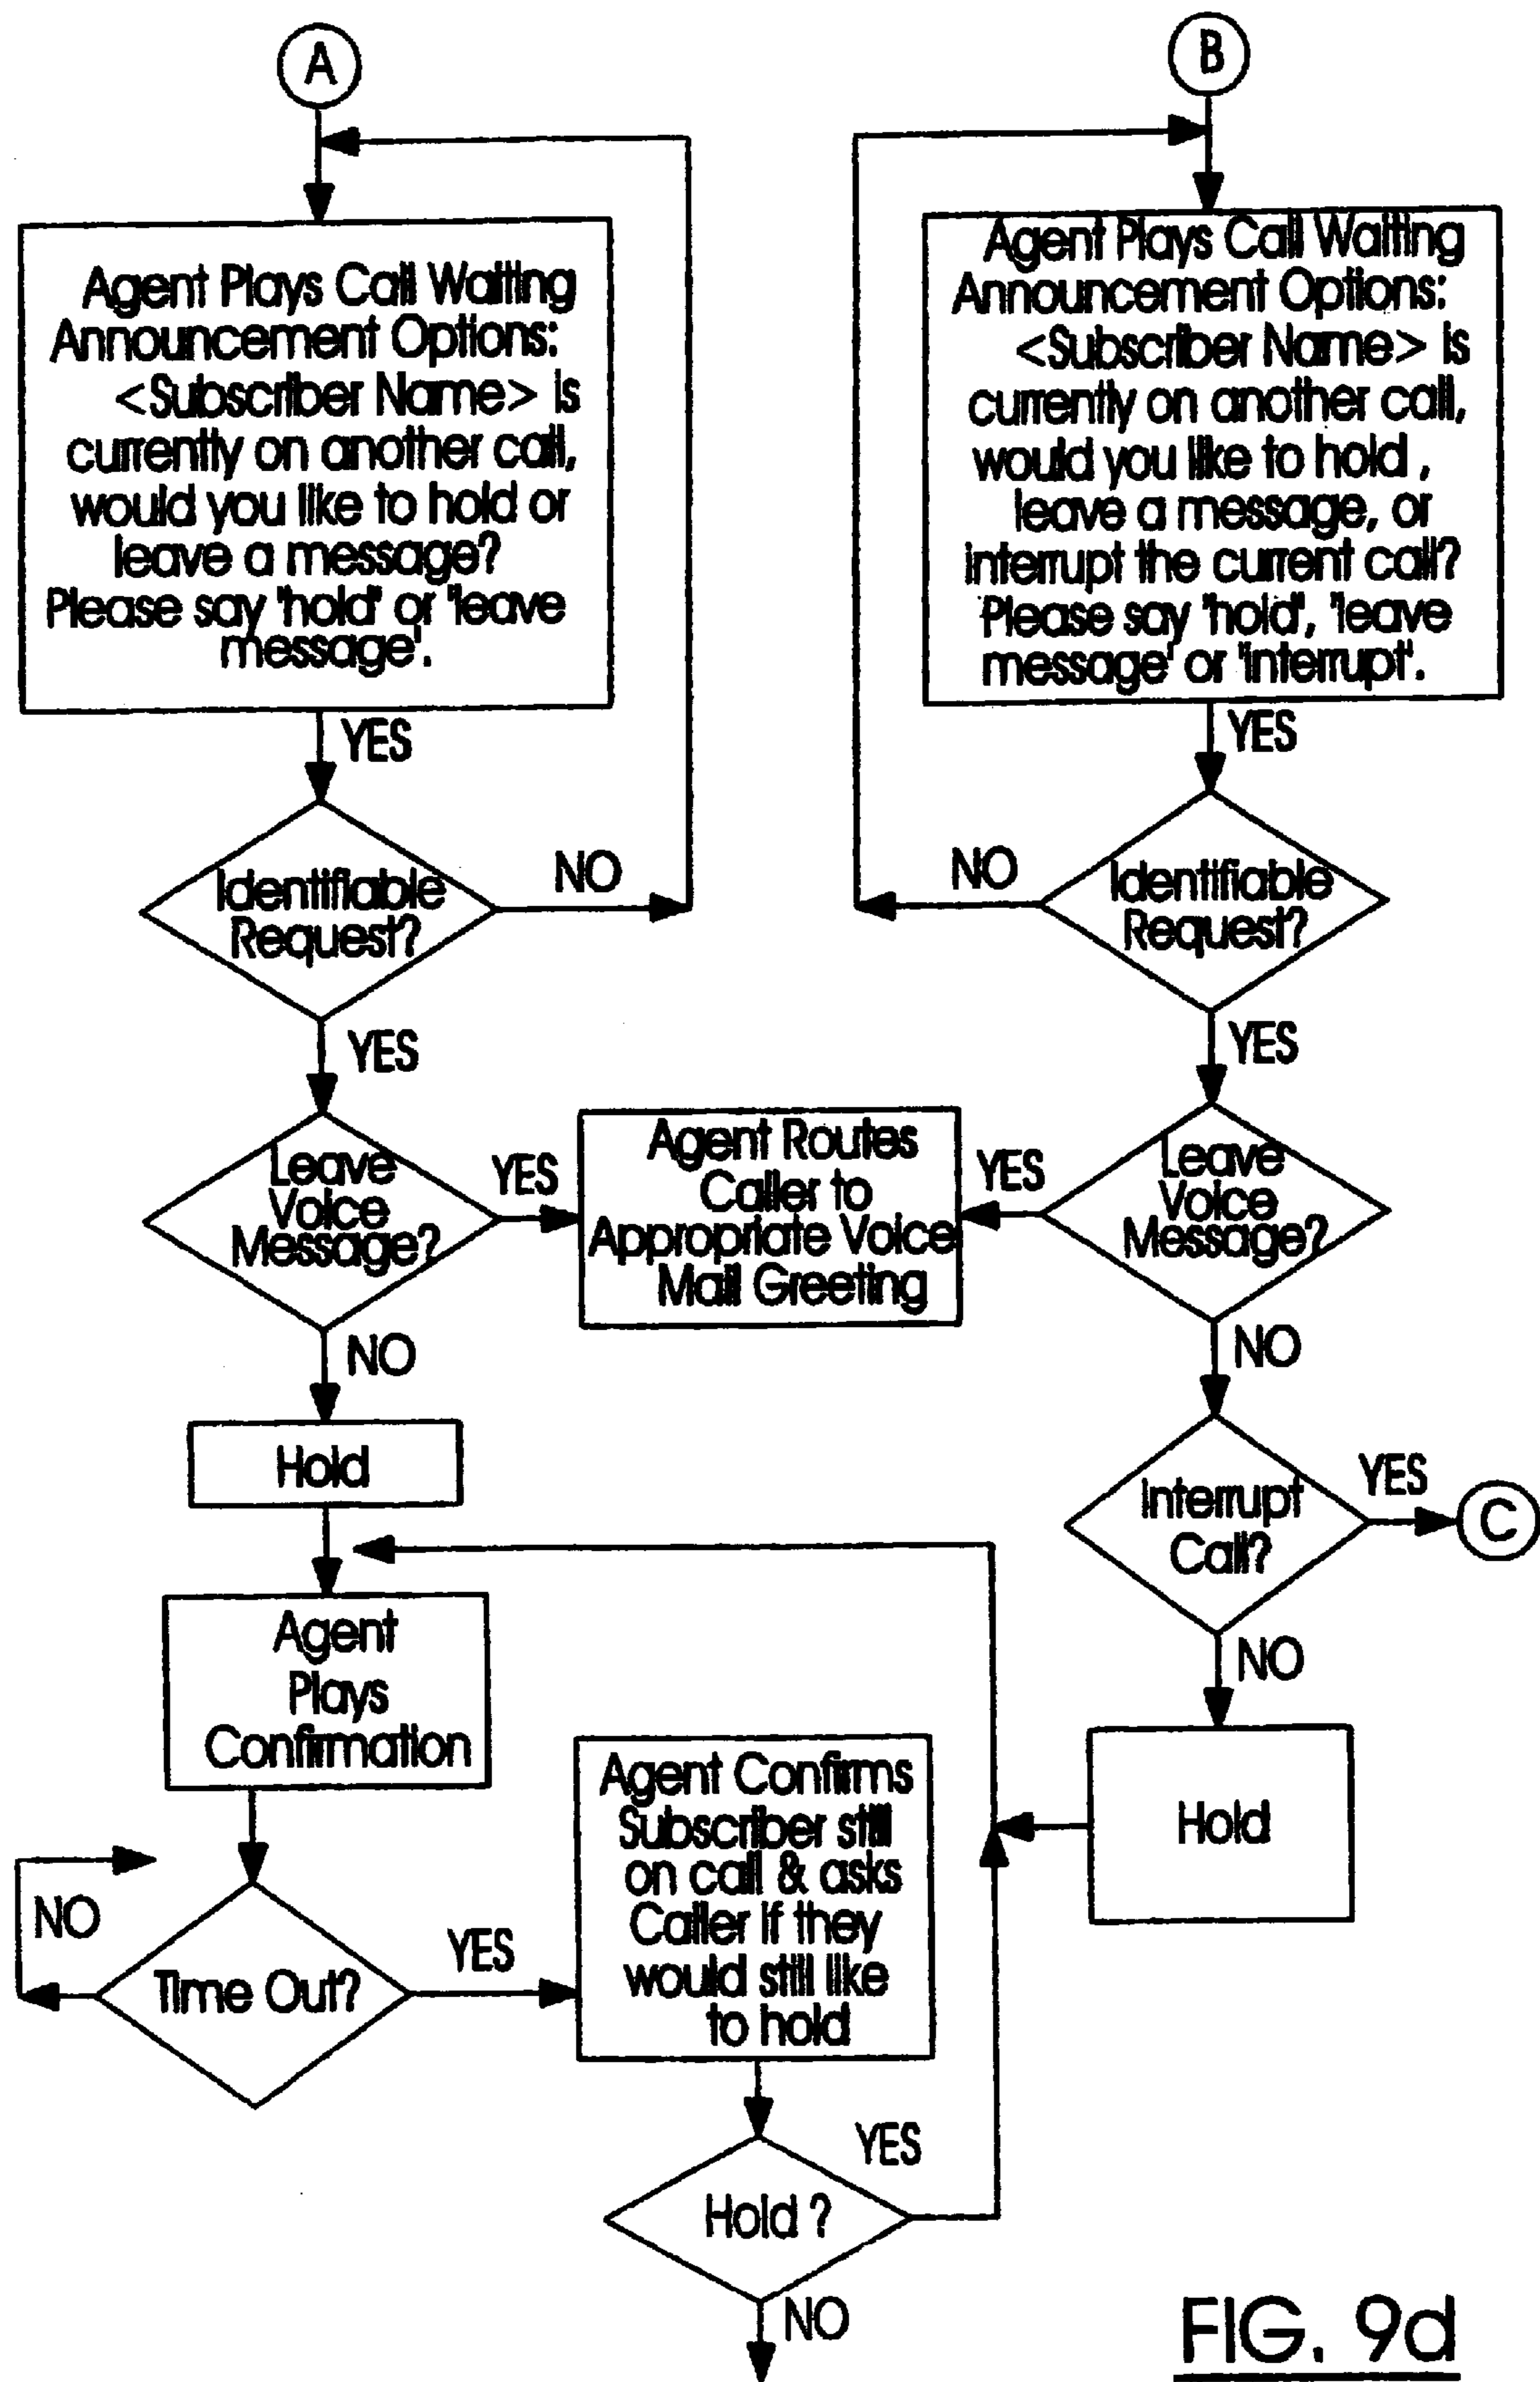 A
B
Agent Plays Call Waiting
Announcement Options:
<Subscriber Name> is
currently on another call,
would you like to hold or
leave a message?
Please say "hold" or "leave
message".
Agent Plays Call Waiting
Announcement Options:
<Subscriber Name> is
currently on another call,
would you like to hold ,
leave a message, or
interrupt the current call?
Please say "hold", "leave
message" or "interrupt".
YES
YES
Identifiable
Request?
NO
NO
Identifiable
Request?
YES
YES
Leave
Voice
Message?
YES
Agent Routes
Caller to
Appropriate Voice
Mail Greeting
YES
Leave
Voice
Message?
NO
NO
Hold
Interrupt
Call?
YES
C
Agent
Plays
Confirmation
NO
Agent Confirms
Subscriber still
on call & asks
Caller if they
would still like
to hold
Hold
NO
Time Out?
YES
Hold ?
YES
NO
FIG. 9d